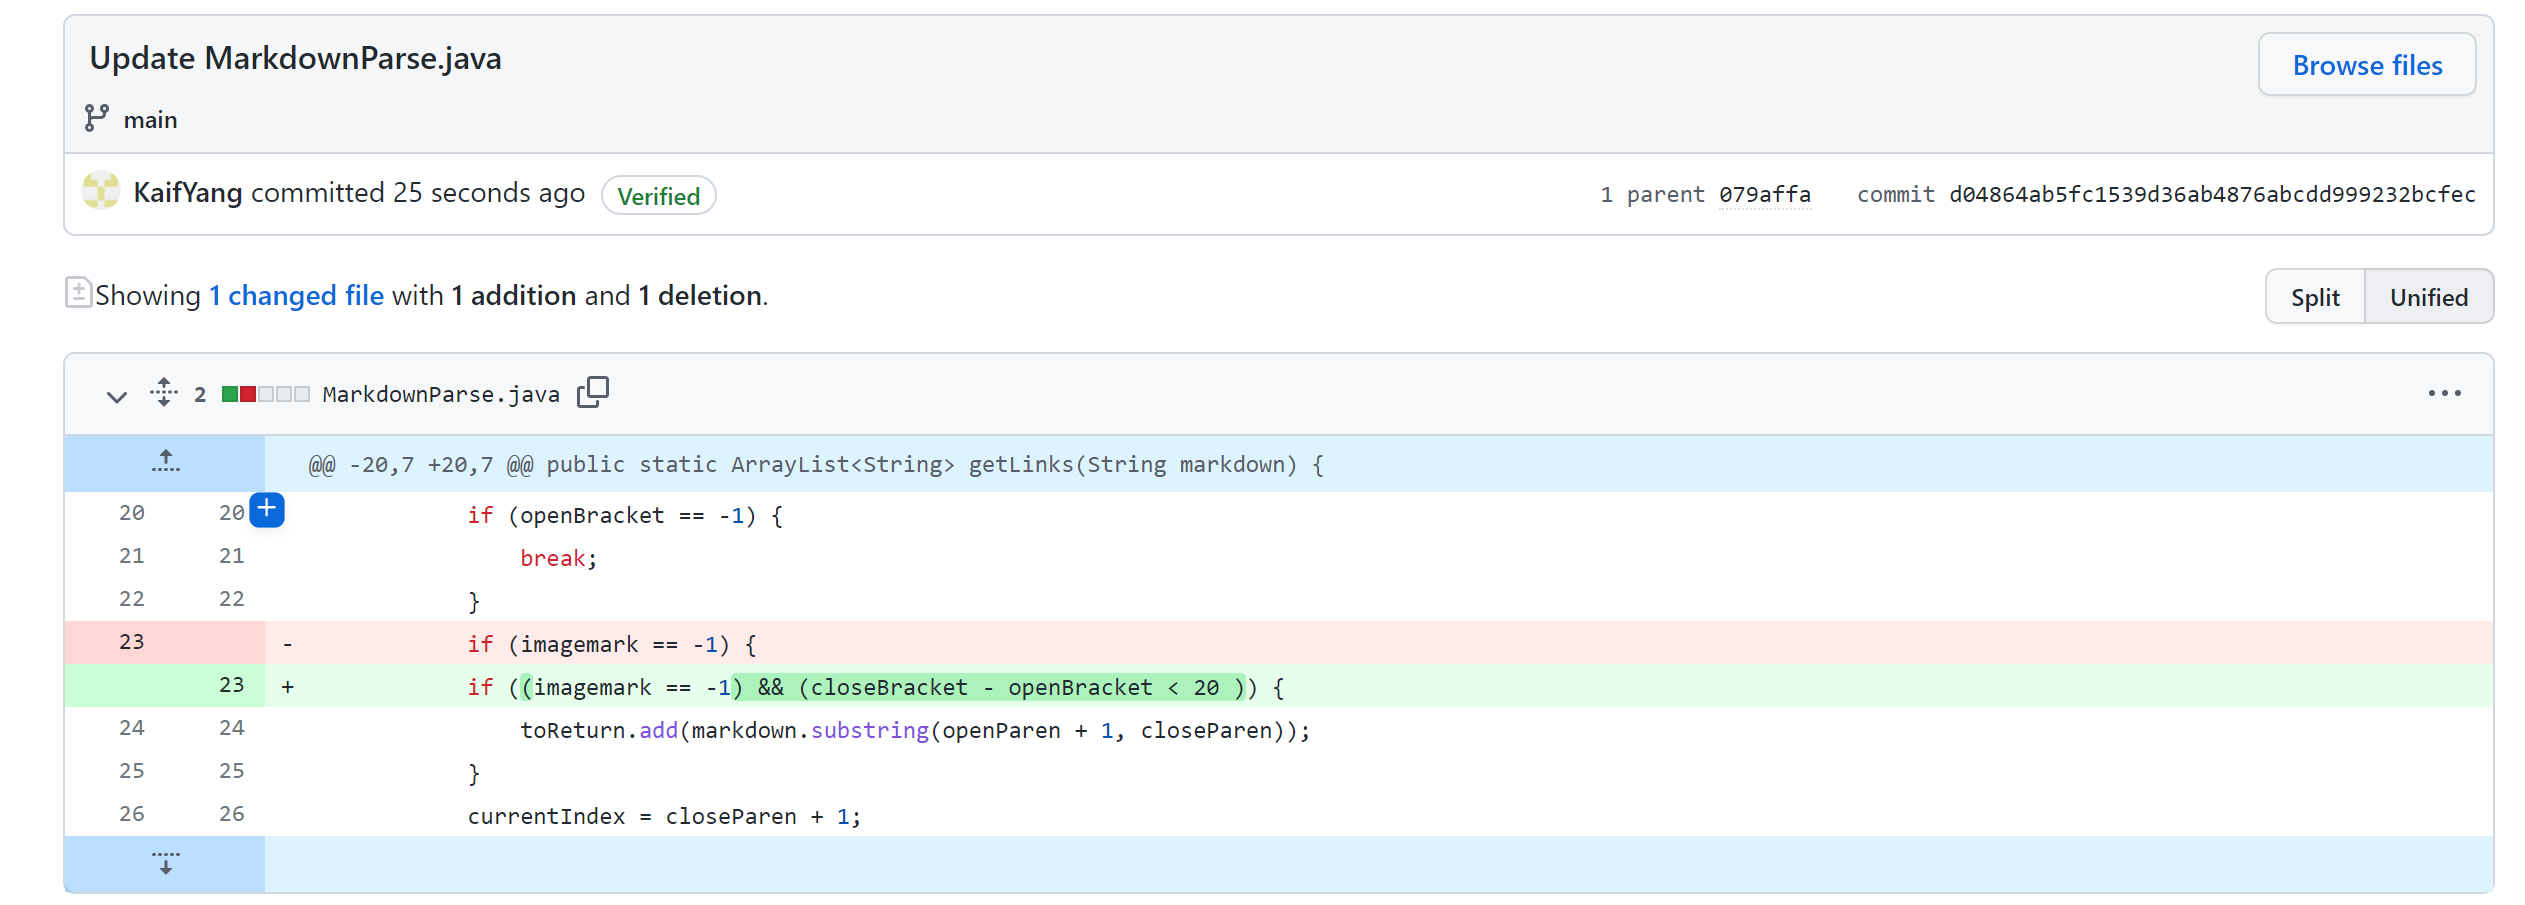 Update MarkdownParse.java
Browse files
main
KaifYang committed 25 seconds ago Verified
1 parent 079affa commit d04864ab5fc1539d36ab4876abcdd999232bcfec
Showing 1 changed file with 1 addition and 1 deletion.
Split Unified
2 MarkdownParse.java
@@ -20,7 +20,7 @@ public static ArrayList<String> getLinks(String markdown) {
20 20 if (openBracket == -1) {
21 21 break;
22 22 }
23 - if (imagemark == -1) {
23 + if ((imagemark == -1) && (closeBracket - openBracket < 20 )) {
24 24 toReturn.add(markdown.substring(openParen + 1, closeParen));
25 25 }
26 26 currentIndex = closeParen + 1;